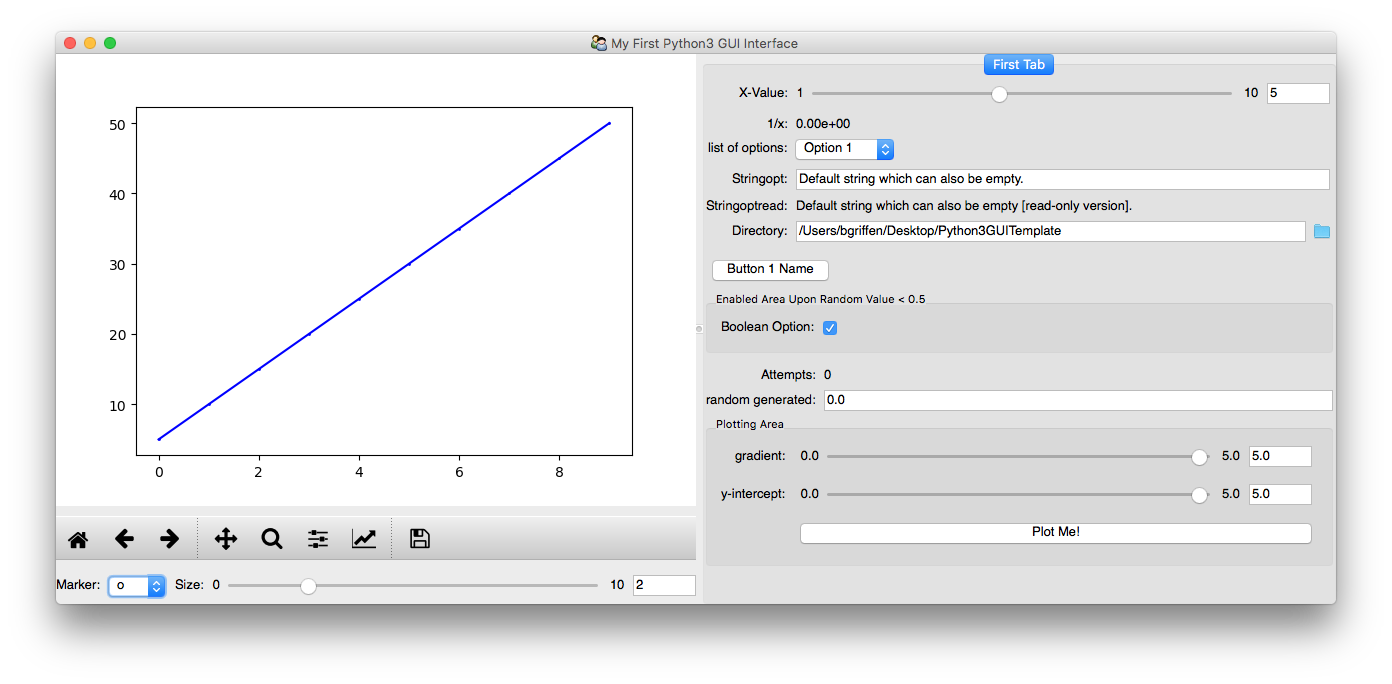 My First Python3 GUI Interface
50
40
30
20
10
0 2 4 6 8
Marker: o Size: 0 10 2
First Tab
X-Value: 1 10 5
1/x: 0.00e+00
list of options: Option 1
Stringopt: Default string which can also be empty.
Stringoptread: Default string which can also be empty [read-only version].
Directory: /Users/bgriffen/Desktop/Python3GUITemplate
Button 1 Name
Enabled Area Upon Random Value < 0.5
Boolean Option:
Attempts: 0
random generated: 0.0
Plotting Area
gradient: 0.0 5.0 5.0
y-intercept: 0.0 5.0 5.0
Plot Me!